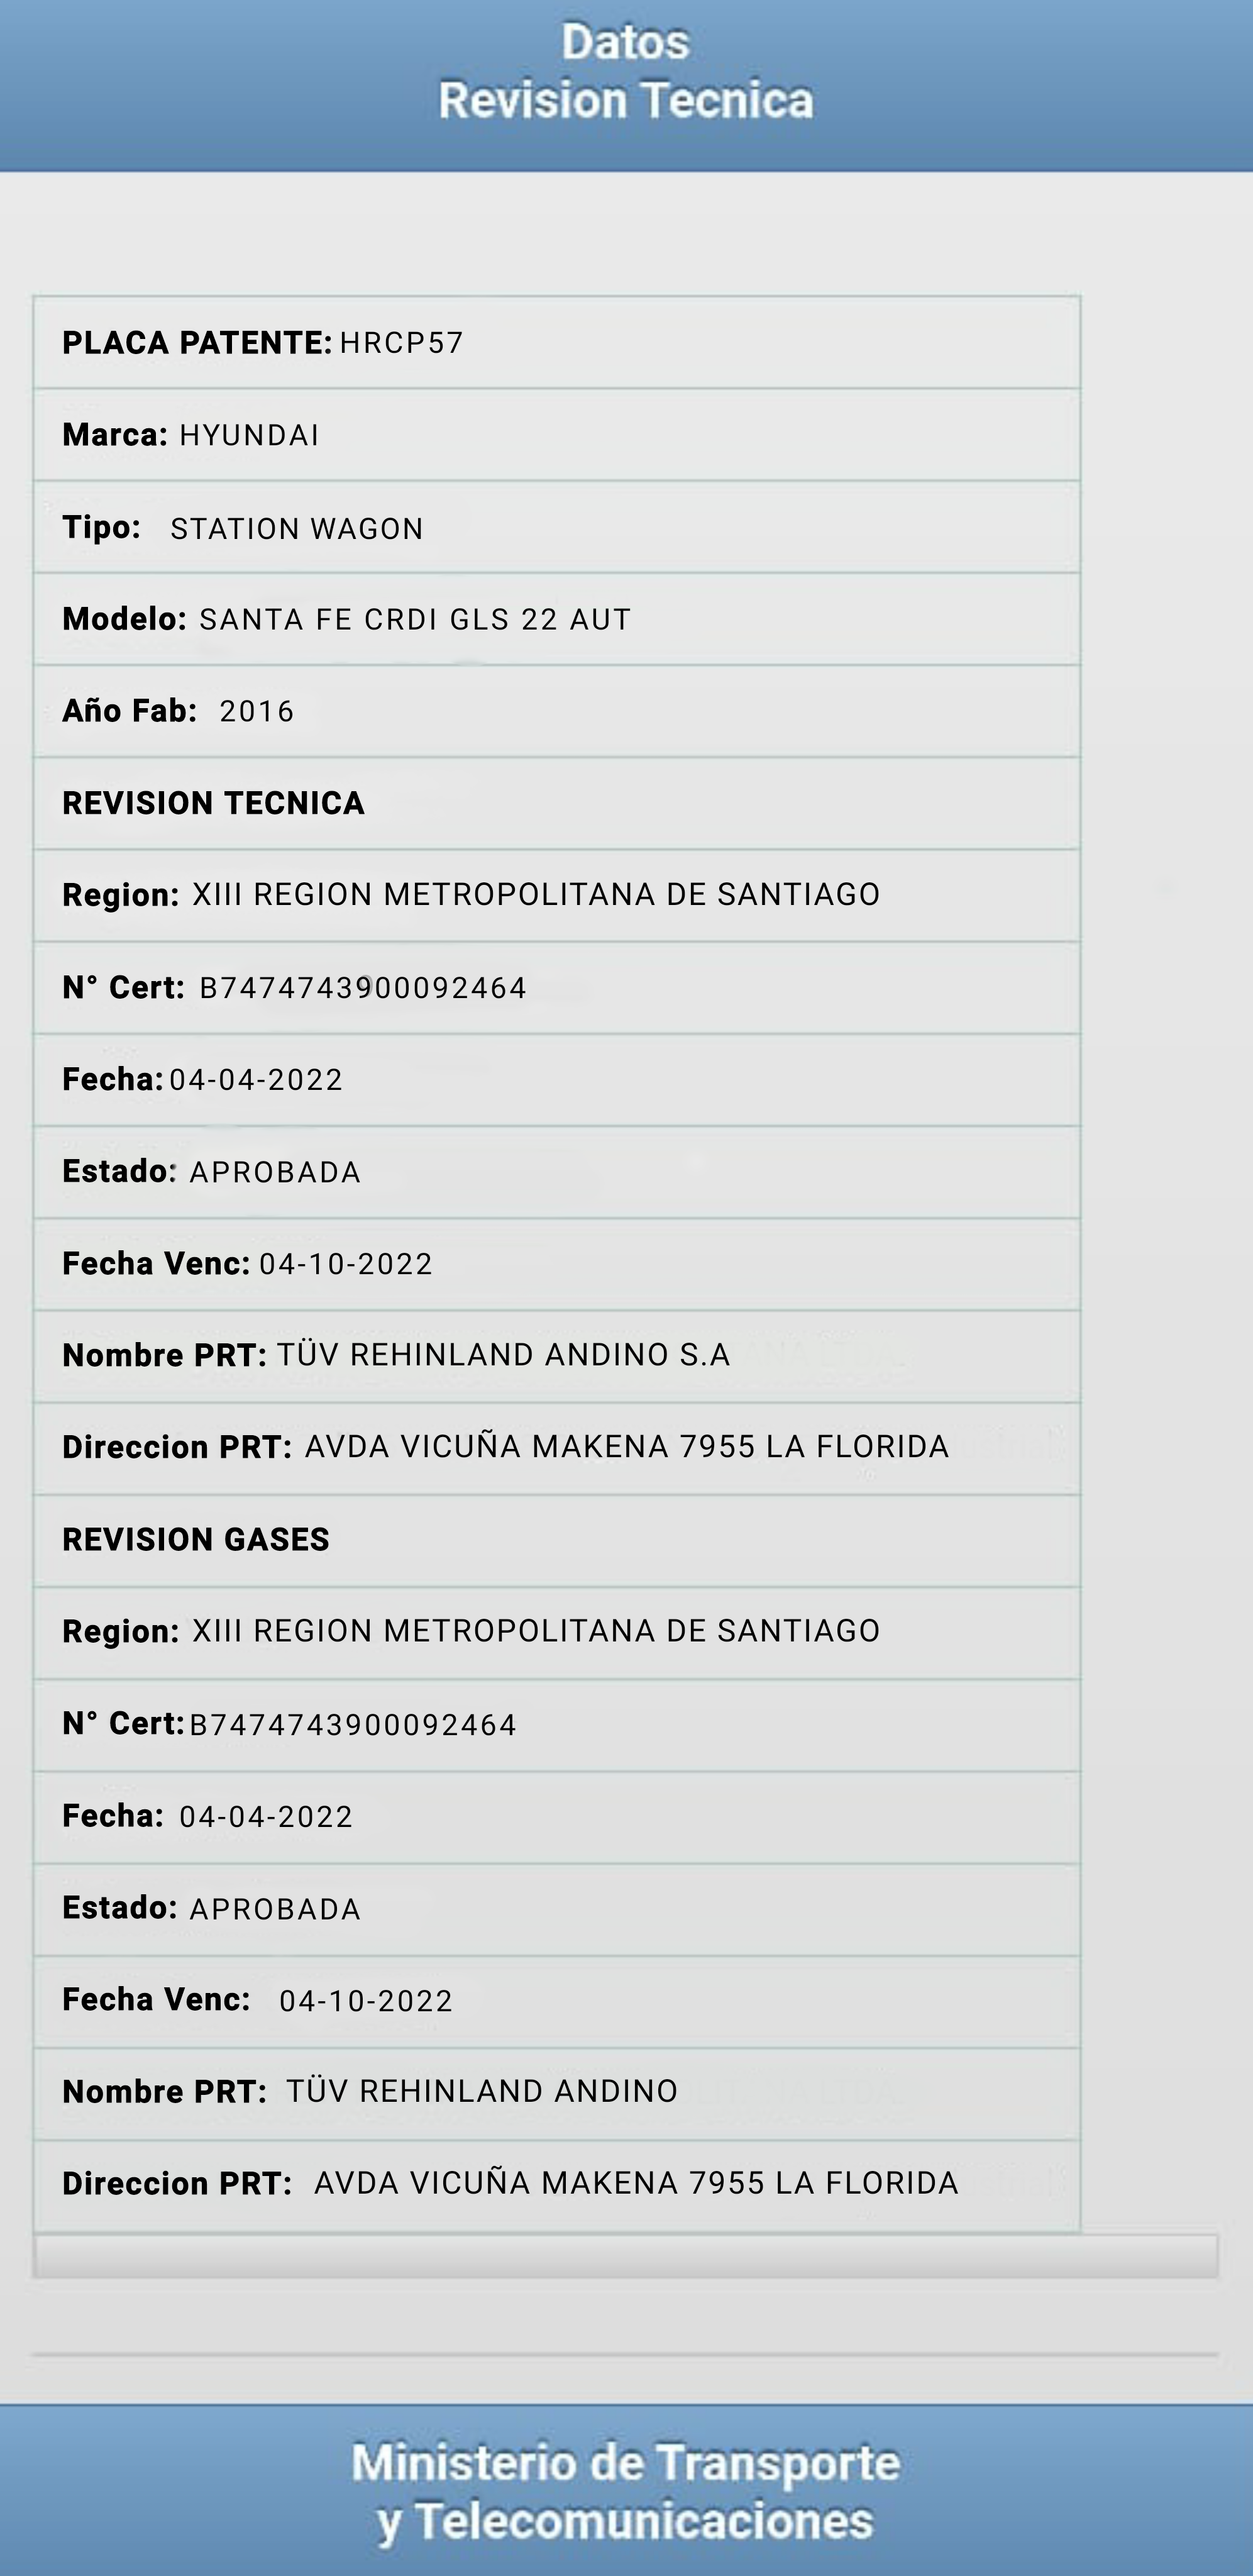 Datos
Revision Tecnica
PLACA PATENTE: HRCP57
Marca: HYUNDAI
Tipo: STATION WAGON
Modelo: SANTA FE CRDI GLS 22 AUT
Año Fab: 2016
REVISION TECNICA
Region: XIII REGION METROPOLITANA DE SANTIAGO
N° Cert: B7474743900092464
Fecha: 04-04-2022
Estado: APROBADA
Fecha Venc: 04-10-2022
Nombre PRT: TÜV REHINLAND ANDINO S.A
Direccion PRT: AVDA VICUÑA MAKENA 7955 LA FLORIDA
REVISION GASES
Region: XIII REGION METROPOLITANA DE SANTIAGO
N° Cert: B7474743900092464
Fecha: 04-04-2022
Estado: APROBADA
Fecha Venc: 04-10-2022
Nombre PRT: TÜV REHINLAND ANDINO
Direccion PRT: AVDA VICUÑA MAKENA 7955 LA FLORIDA
Ministerio de Transporte
y Telecomunicaciones